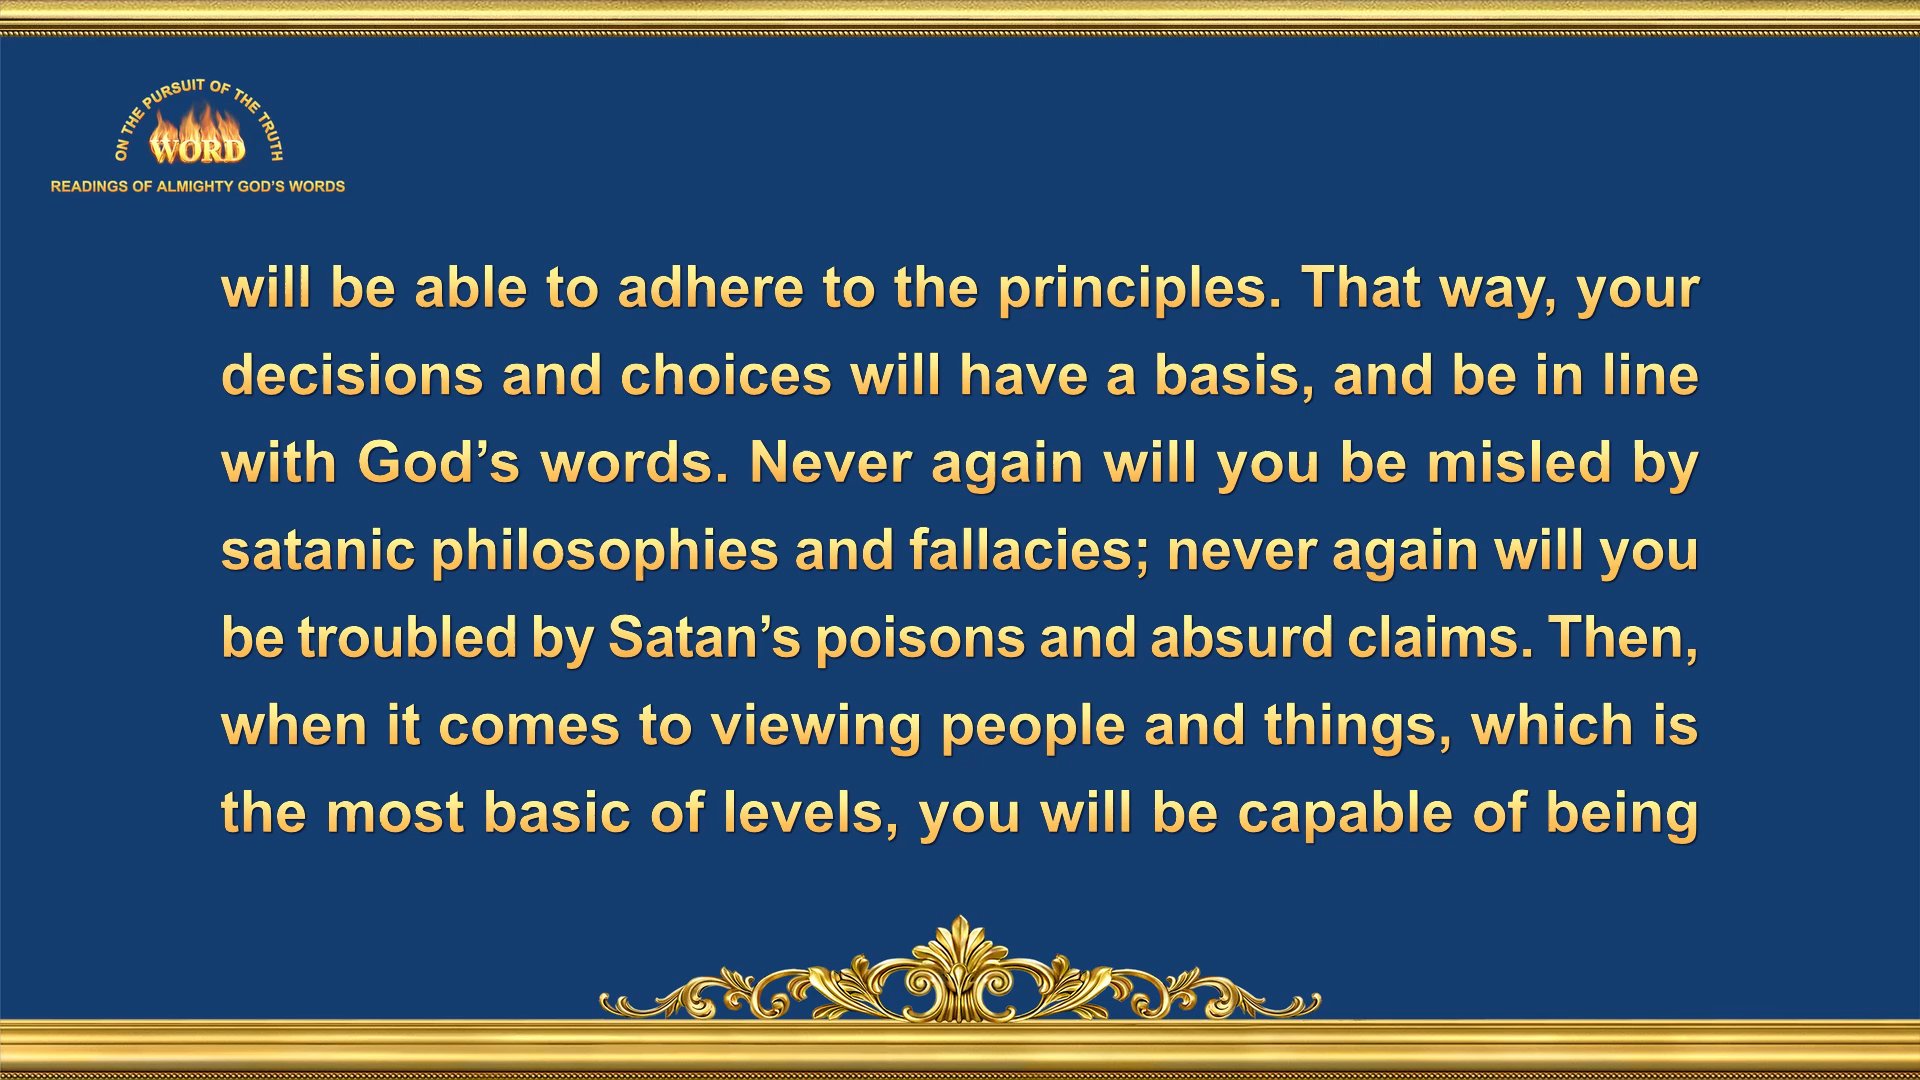 ON THE PURSUIT OF THE TRUTH
WORD
READINGS OF ALMIGHTY GOD’S WORDS
will be able to adhere to the principles. That way, your
decisions and choices will have a basis, and be in line
with God’s words. Never again will you be misled by
satanic philosophies and fallacies; never again will you
be troubled by Satan’s poisons and absurd claims. Then,
when it comes to viewing people and things, which is
the most basic of levels, you will be capable of being